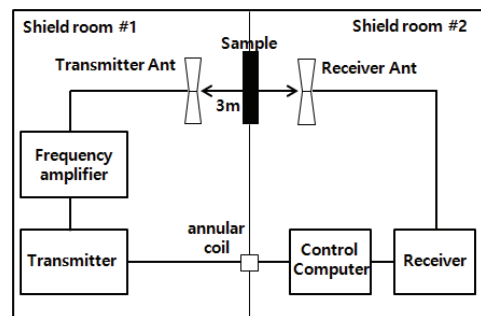 Shield room #1
Shield room #2
Sample
Transmitter Ant
Receiver Ant
3m
Frequency
amplifier
annular
coil
Transmitter
Control
Computer
Receiver